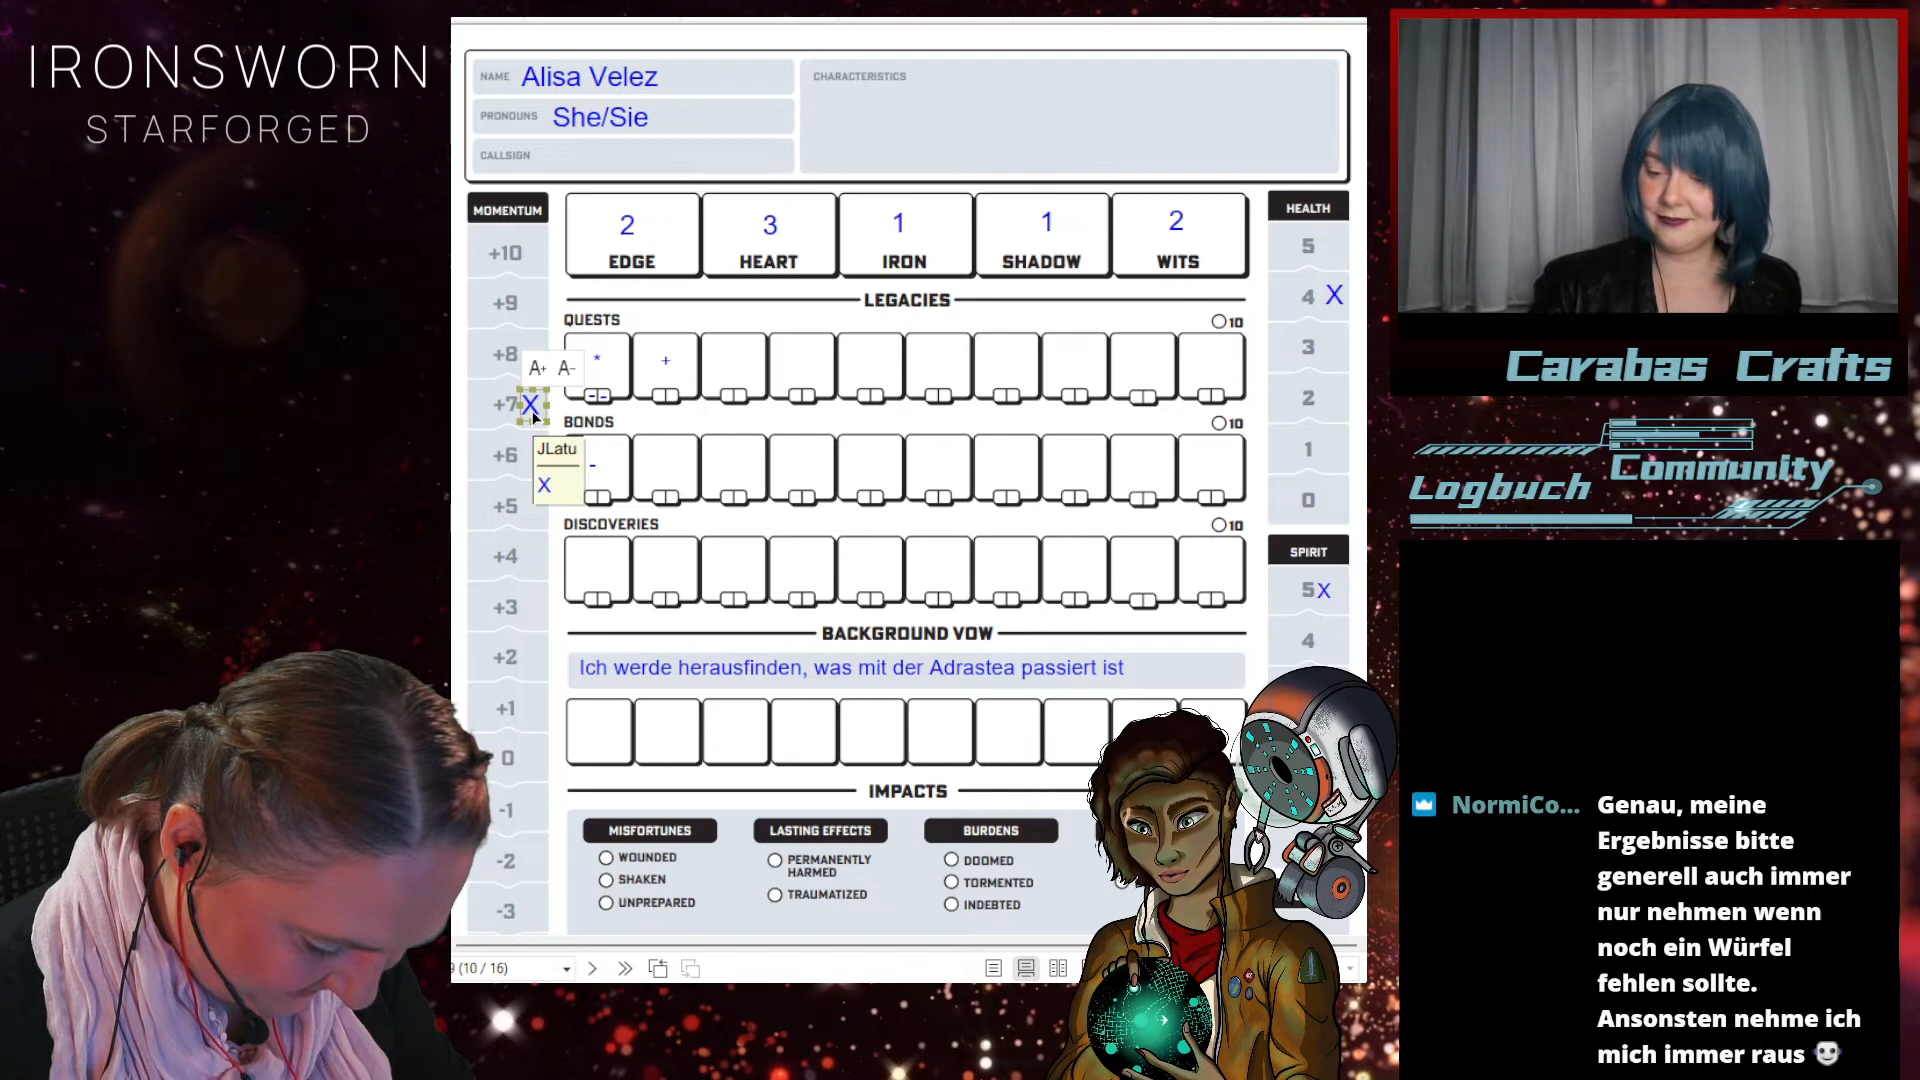 IRONSWORN
STARFORGED
NAME Alisa Velez
PRONOUNS She/Sie
CALLSIGN
CHARACTERISTICS
MOMENTUM
+10
+9
+8
+7 X
+6
+5
+4
+3
+2
+1
0
-1
-2
-3
2 3 1 1 2
EDGE HEART IRON SHADOW WITS
LEGACIES
QUESTS 10
* +
A+ A-
BONDS 10
JLatu
X
DISCOVERIES 10
BACKGROUND VOW
Ich werde herausfinden, was mit der Adrastea passiert ist
IMPACTS
MISFORTUNES
WOUNDED
SHAKEN
UNPREPARED
LASTING EFFECTS
PERMANENTLY
HARMED
TRAUMATIZED
BURDENS
DOOMED
TORMENTED
INDEBTED
HEALTH
5
4 X
3
2
1
0
SPIRIT
5 X
4
9 (10 / 16)
Carabas Crafts
Logbuch
Community
NormiCo... Genau, meine
Ergebnisse bitte
generell auch immer
nur nehmen wenn
noch ein Würfel
fehlen sollte.
Ansonsten nehme ich
mich immer raus